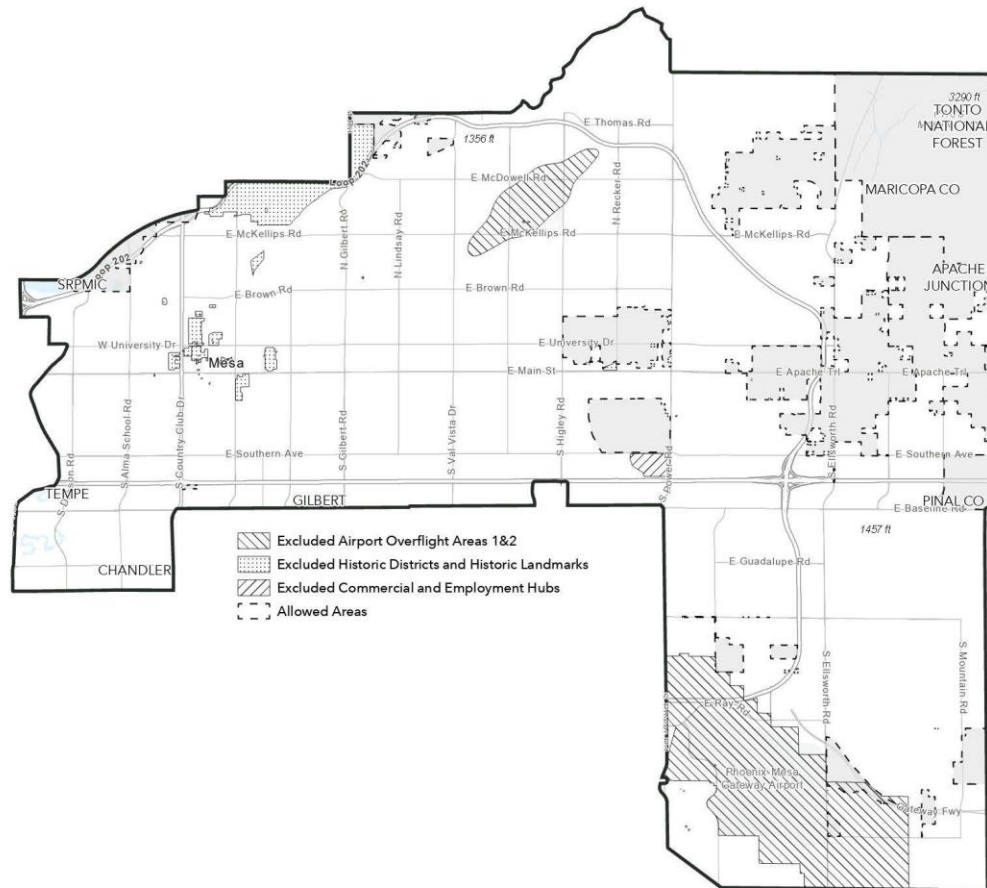 3290 ft
TONTO
NATIONAL
FOREST
E Thomas Rd
1356 ft
Loop 202
E McDowell Rd
N Recker Rd
MARICOPA CO
E McKellips Rd
E McKellips Rd
E McKellips Rd
N Gilbert Rd
N Lindsay Rd
Loop 202
SRPMIC
APACHE
JUNCTION
E Brown Rd
E Brown Rd
W University Dr
E University Dr
Mesa
E Main St
E Apache Trl
E Apache Trl
S Alma School Rd
S Country Club Dr
S Gilbert Rd
S Val Vista Dr
S Higley Rd
S Ellsworth Rd
E Southern Ave
E Southern Ave
S Dobson Rd
S Power Rd
TEMPE
GILBERT
PINAL CO
E Baseline Rd
1457 ft
CHANDLER
Excluded Airport Overflight Areas 1&2
Excluded Historic Districts and Historic Landmarks
Excluded Commercial and Employment Hubs
Allowed Areas
E Guadalupe Rd
S Ellsworth Rd
S Mountain Rd
E Ray Rd
Phoenix-Mesa
Gateway Airport
Gateway Fwy